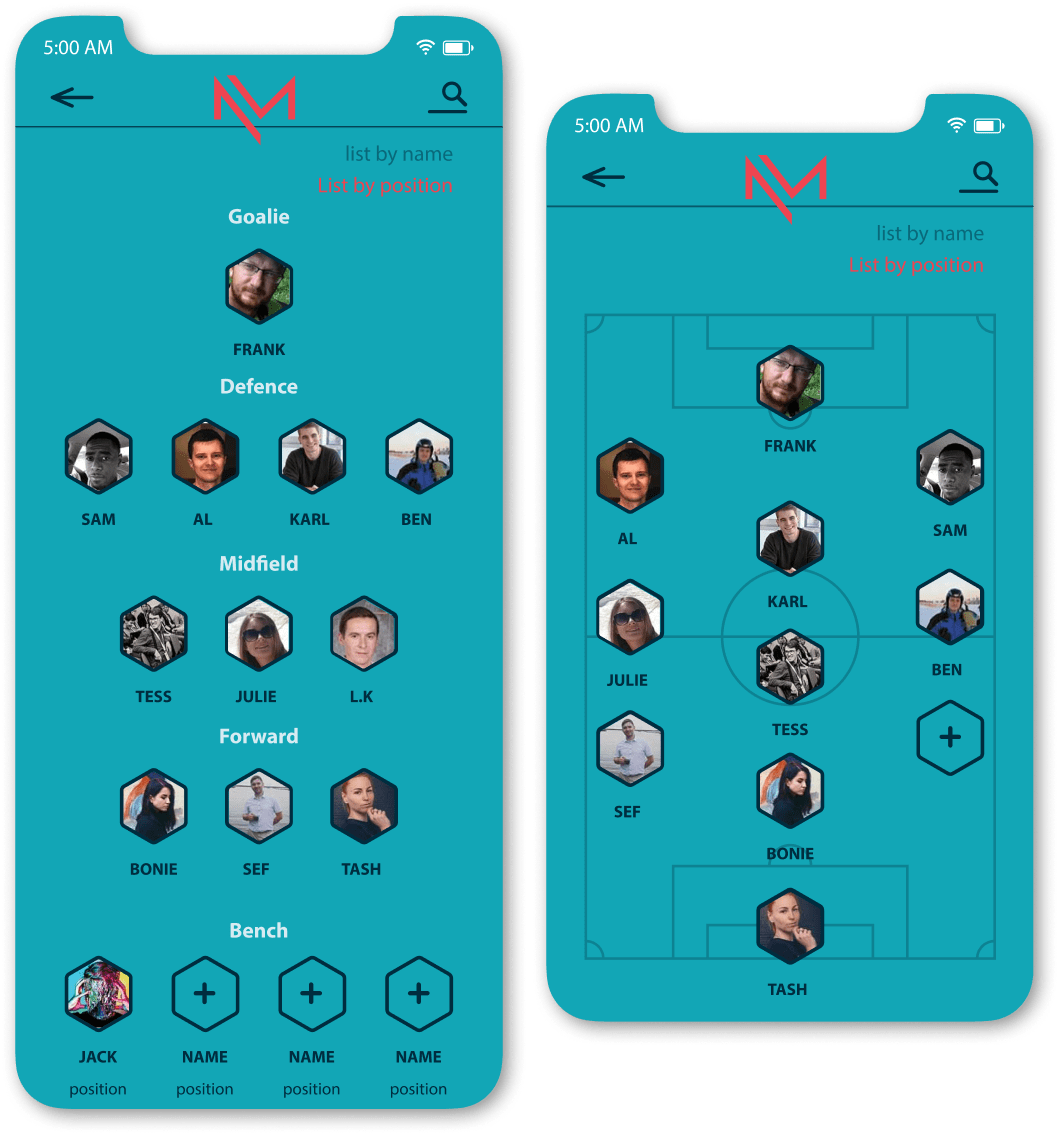 5:00 AM
NM
list by name
List by position
Goalie
FRANK
Defence
SAM AL KARL BEN
Midfield
TESS JULIE L.K
Forward
BONIE SEF TASH
Bench
JACK NAME NAME NAME
position position position position
5:00 AM
NM
list by name
List by position
FRANK
AL SAM
KARL
JULIE BEN
TESS
SEF
BONIE
TASH